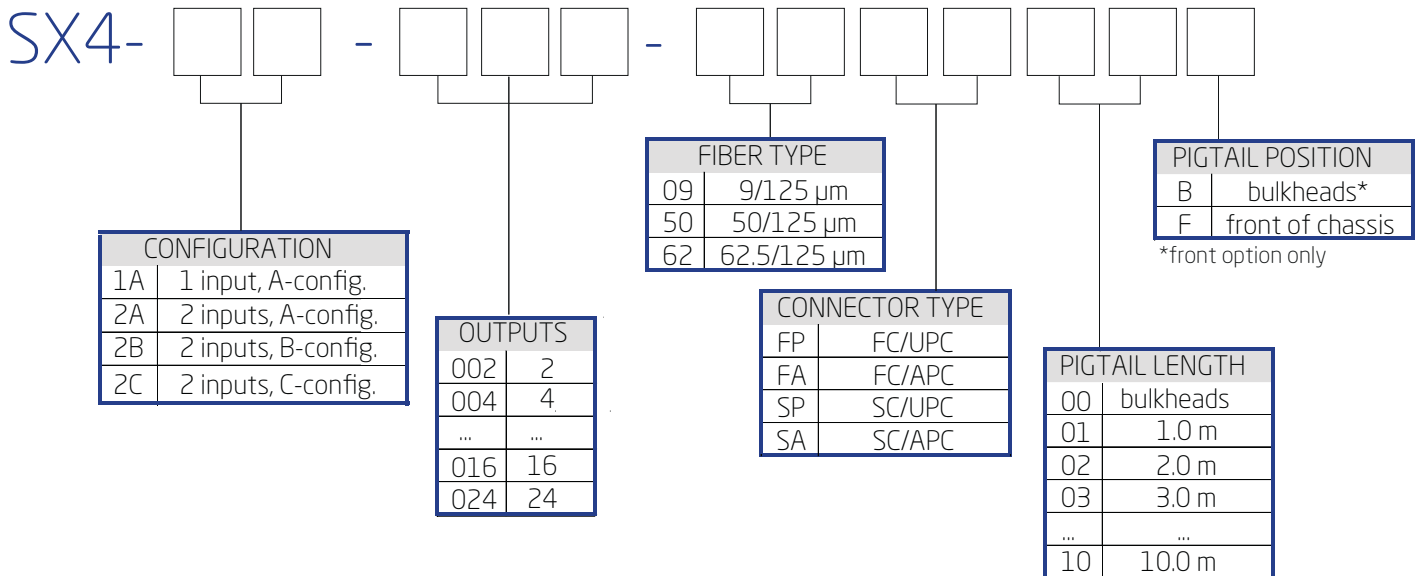 SX4- - -
FIBER TYPE
09 9/125 µm
50 50/125 µm
62 62.5/125 µm
PIGTAIL POSITION
B bulkheads*
F front of chassis
*front option only
CONFIGURATION
1A 1 input, A-config.
2A 2 inputs, A-config.
2B 2 inputs, B-config.
2C 2 inputs, C-config.
OUTPUTS
002 2
004 4
... ...
016 16
024 24
CONNECTOR TYPE
FP FC/UPC
FA FC/APC
SP SC/UPC
SA SC/APC
PIGTAIL LENGTH
00 bulkheads
01 1.0 m
02 2.0 m
03 3.0 m
... ...
10 10.0 m